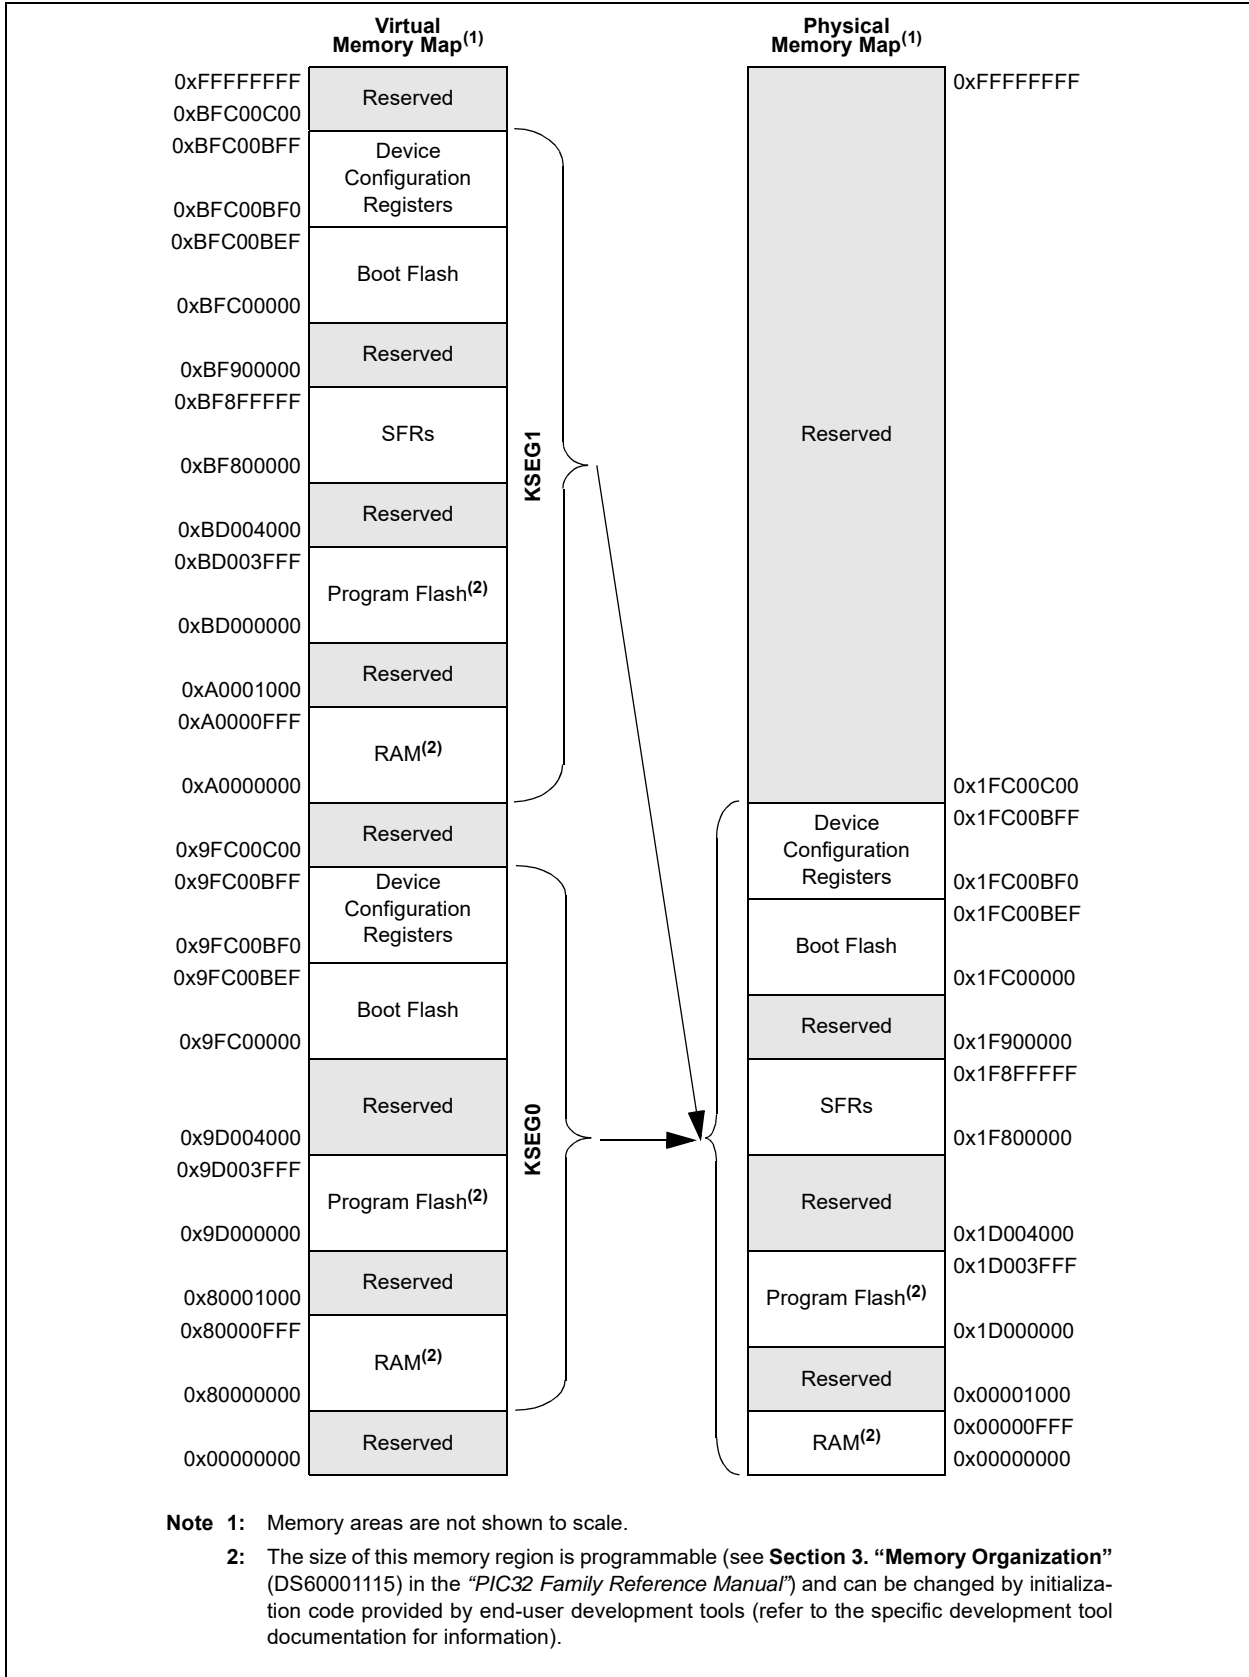 Virtual
Memory Map(1)
0xFFFFFFFF
Reserved
0xBFC00C00
0xBFC00BFF
Device
Configuration
Registers
0xBFC00BF0
0xBFC00BEF
Boot Flash
0xBFC00000
Reserved
0xBF900000
0xBF8FFFFF
SFRs
0xBF800000
Reserved
0xBD004000
0xBD003FFF
Program Flash(2)
0xBD000000
Reserved
0xA0001000
0xA0000FFF
RAM(2)
0xA0000000
Reserved
0x9FC00C00
0x9FC00BFF
Device
Configuration
Registers
0x9FC00BF0
0x9FC00BEF
Boot Flash
0x9FC00000
Reserved
0x9D004000
0x9D003FFF
Program Flash(2)
0x9D000000
Reserved
0x80001000
0x80000FFF
RAM(2)
0x80000000
Reserved
0x00000000
KSEG1
KSEG0
Physical
Memory Map(1)
0xFFFFFFFF
Reserved
0x1FC00C00
0x1FC00BFF
Device
Configuration
Registers
0x1FC00BF0
0x1FC00BEF
Boot Flash
0x1FC00000
Reserved
0x1F900000
0x1F8FFFFF
SFRs
0x1F800000
Reserved
0x1D004000
0x1D003FFF
Program Flash(2)
0x1D000000
Reserved
0x00001000
0x00000FFF
RAM(2)
0x00000000
Note 1: Memory areas are not shown to scale.
2: The size of this memory region is programmable (see Section 3. “Memory Organization”
(DS60001115) in the “PIC32 Family Reference Manual”) and can be changed by initializa-
tion code provided by end-user development tools (refer to the specific development tool
documentation for information).